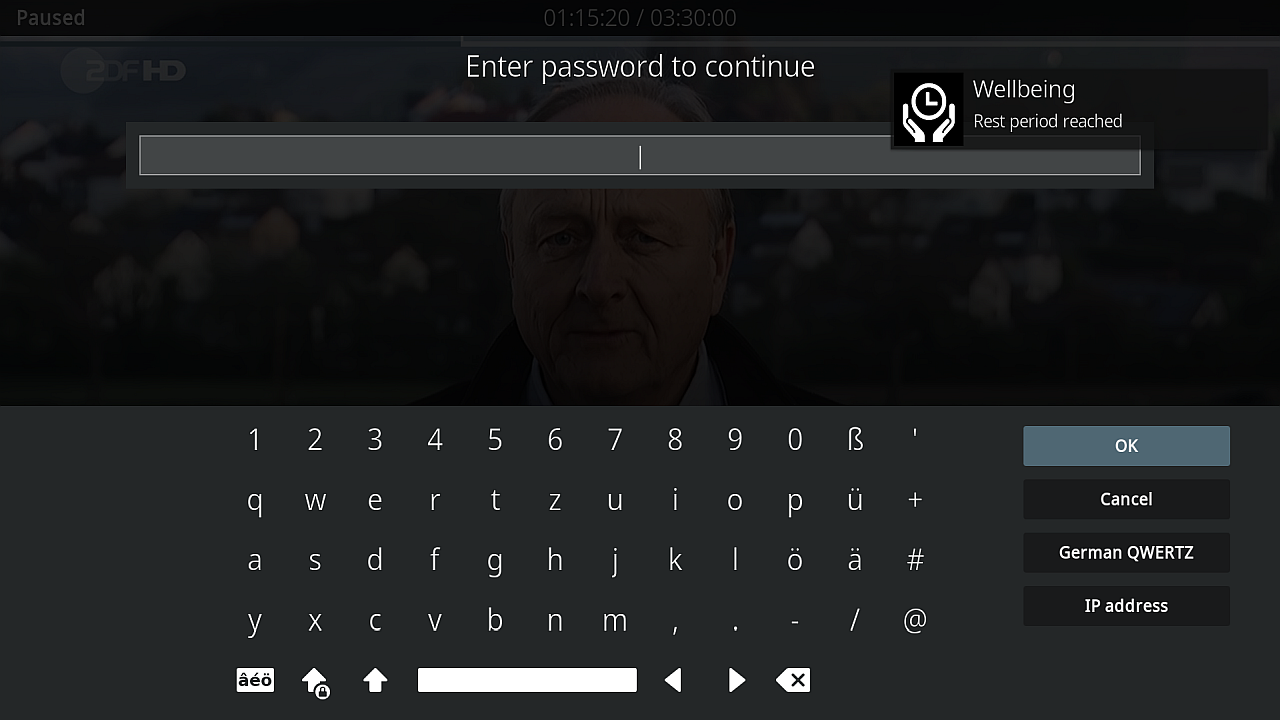 Paused
01:15:20 / 03:30:00
ZDF HD
Enter password to continue
Wellbeing
Rest period reached
1 2 3 4 5 6 7 8 9 0 ß '
q w e r t z u i o p ü +
a s d f g h j k l ö ä #
y x c v b n m , . - / @
âéö
OK
Cancel
German QWERTZ
IP address